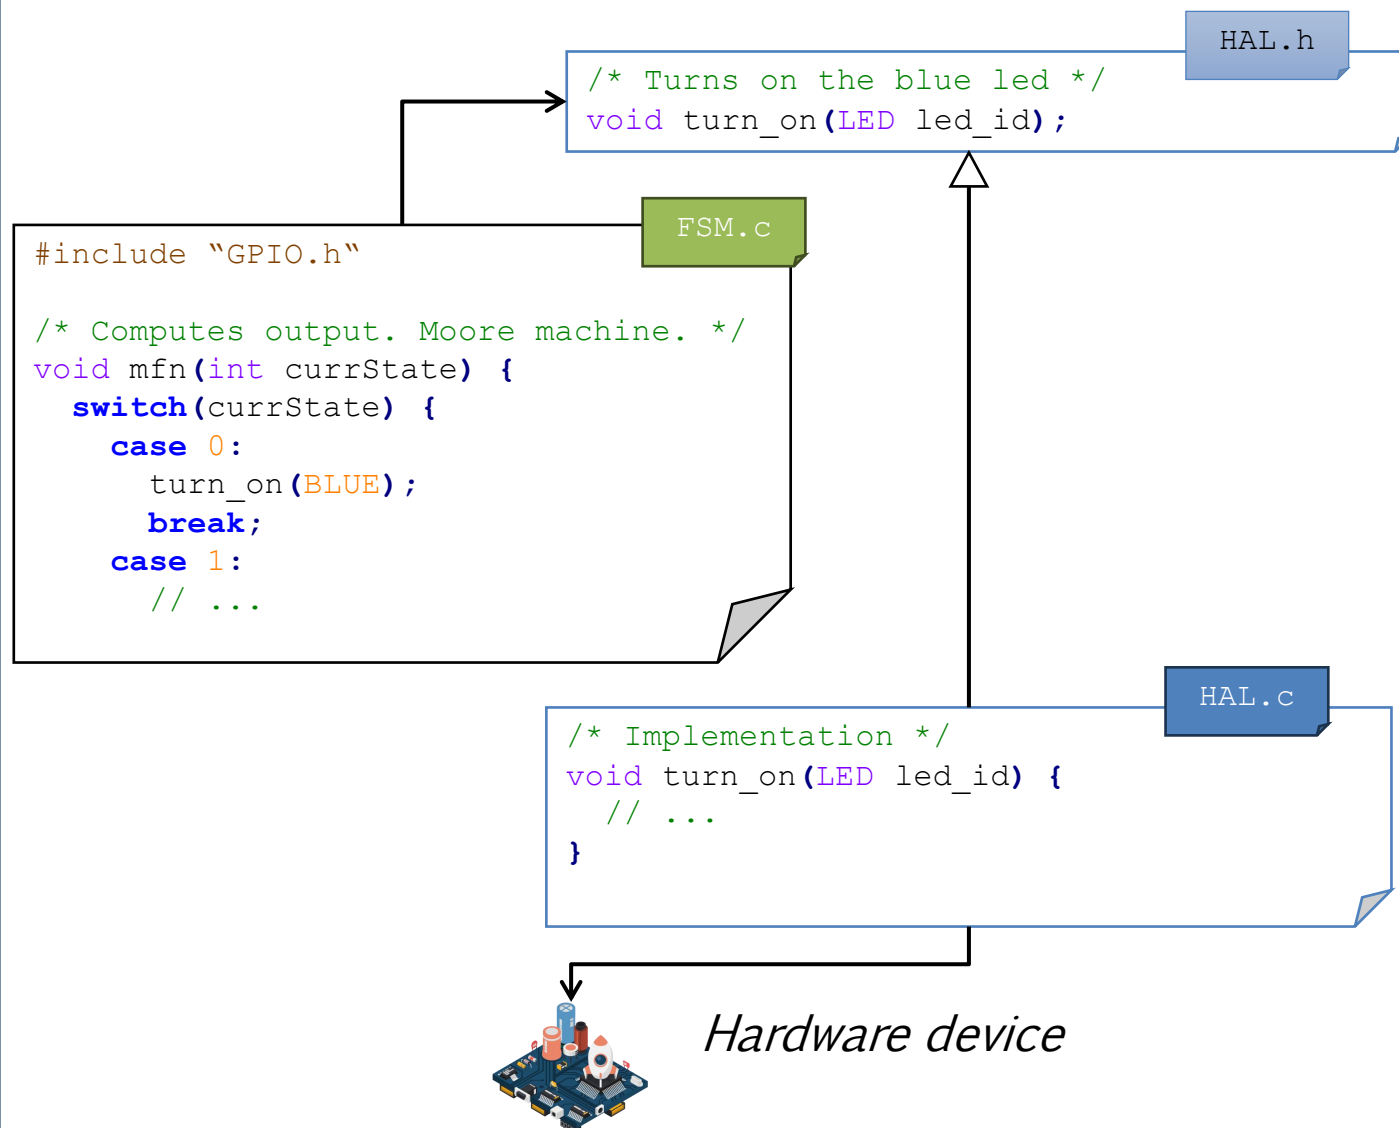 HAL.h
/* Turns on the blue led */
void turn_on(LED led_id);
FSM.c
#include “GPIO.h“
/* Computes output. Moore machine. */
void mfn(int currState) {
switch(currState) {
case 0:
turn_on(BLUE);
break;
case 1:
// ...
HAL.c
/* Implementation */
void turn_on(LED led_id) {
// ...
}
Hardware device